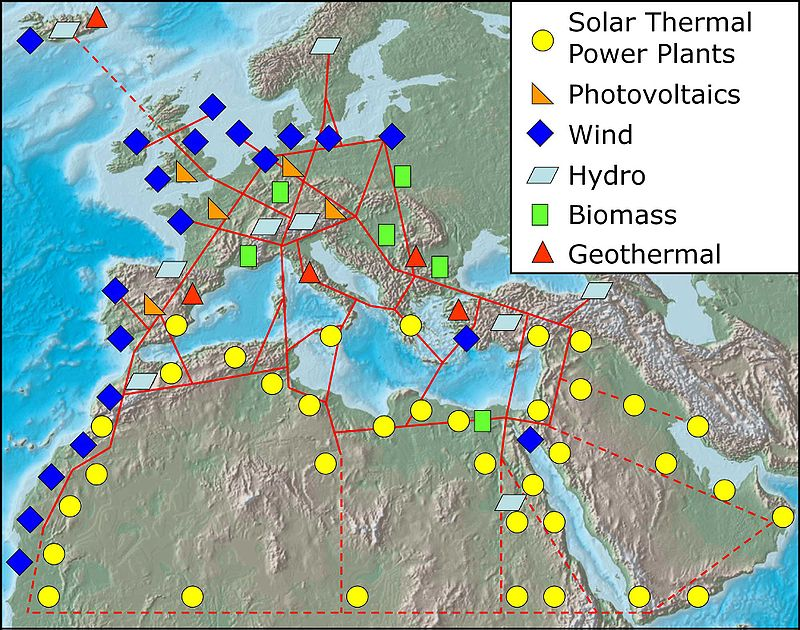 Solar Thermal
Power Plants
Photovoltaics
Wind
Hydro
Biomass
Geothermal